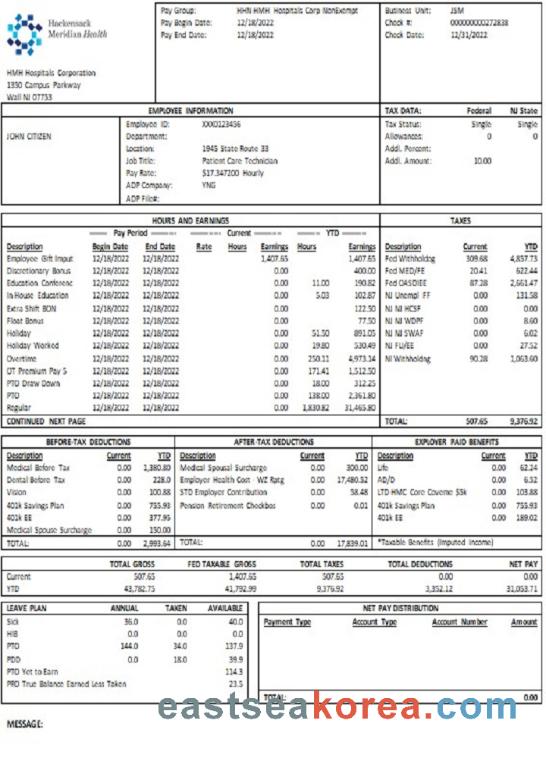 Hackensack
Meridian Health
HMH Hospitals Corporation
1350 Campus Parkway
Wall NJ 07753
Pay Group: HHN HMH Hospitals Corp NonExempt
Pay Begin Date: 12/18/2022
Pay End Date: 12/18/2022
Business Unit: JSM
Check #: 000000000272838
Check Date: 12/31/2022
EMPLOYEE INFORMATION
JOHN CITIZEN
Employee ID: XXX0123456
Department:
Location: 1945 State Route 33
Job Title: Patient Care Technician
Pay Rate: $17.347200 Hourly
ADP Company: YNG
ADP File#:
TAX DATA: Federal NJ State
Tax Status: Single Single
Allowances: 0 0
Addl. Percent:
Addl. Amount: 10.00
HOURS AND EARNINGS
Pay Period Current YTD
Description Begin Date End Date Rate Hours Earnings Hours Earnings
Employee Gift Imput 12/18/2022 12/18/2022 1,407.65 1,407.65
Discretionary Bonus 12/18/2022 12/18/2022 0.00 400.00
Education Conferenc 12/18/2022 12/18/2022 0.00 11.00 190.82
In House Education 12/18/2022 12/18/2022 0.00 5.03 102.87
Extra Shift BON 12/18/2022 12/18/2022 0.00 122.50
Float Bonus 12/18/2022 12/18/2022 0.00 77.50
Holiday 12/18/2022 12/18/2022 0.00 51.50 891.05
Holiday Worked 12/18/2022 12/18/2022 0.00 19.80 530.49
Overtime 12/18/2022 12/18/2022 0.00 250.11 4,973.14
OT Premium Pay 5 12/18/2022 12/18/2022 0.00 171.41 1,512.50
PTO Draw Down 12/18/2022 12/18/2022 0.00 18.00 312.25
PTO 12/18/2022 12/18/2022 0.00 138.00 2,361.80
Regular 12/18/2022 12/18/2022 0.00 1,830.82 31,465.80
CONTINUED NEXT PAGE
TAXES
Description Current YTD
Fed Withholdng 309.68 4,857.73
Fed MED/EE 20.41 622.44
Fed OASDI/EE 87.28 2,661.47
NJ Unempl EE 0.00 131.58
NJ NJ HCSF 0.00 0.00
NJ NJ WDPF 0.00 8.60
NJ NJ SWAF 0.00 6.02
NJ FLI/EE 0.00 27.52
NJ Withholdng 90.28 1,063.60
TOTAL: 507.65 9,376.92
BEFORE-TAX DEDUCTIONS
Description Current YTD
Medical Before Tax 0.00 1,380.80
Dental Before Tax 0.00 228.0
Vision 0.00 100.88
401k Savings Plan 0.00 755.93
401k EE 0.00 377.95
Medical Spouse Surcharge 0.00 150.00
TOTAL: 0.00 2,993.64
AFTER-TAX DEDUCTIONS
Description Current YTD
Medical Spousal Surcharge 0.00 300.00
Employer Health Cost - W2 Rptg 0.00 17,480.52
STD Employer Contribution 0.00 58.48
Pension Retirement Checkbox 0.00 0.01
TOTAL: 0.00 17,839.01
EMPLOYER PAID BENEFITS
Description Current YTD
Life 0.00 62.24
AD/D 0.00 6.52
LTD HMC Core Coverne $5k 0.00 103.88
401k Savings Plan 0.00 755.93
401k EE 0.00 189.02
*Taxable Benefits (Imputed Income)
TOTAL GROSS FED TAXABLE GROSS TOTAL TAXES TOTAL DEDUCTIONS NET PAY
Current 507.65 1,407.65 507.65 0.00 0.00
YTD 43,782.75 41,792.99 9,376.92 3,352.12 31,053.71
LEAVE PLAN ANNUAL TAKEN AVAILABLE
Sick 36.0 0.0 40.0
HIB 0.0 0.0 0.0
PTO 144.0 34.0 137.9
PDD 0.0 18.0 39.9
PTO Yet to Earn 114.3
PRD True Balance Earned Less Taken 23.5
NET PAY DISTRIBUTION
Payment Type Account Type Account Number Amount
TOTAL: 0.00
eastseakorea.com
MESSAGE: